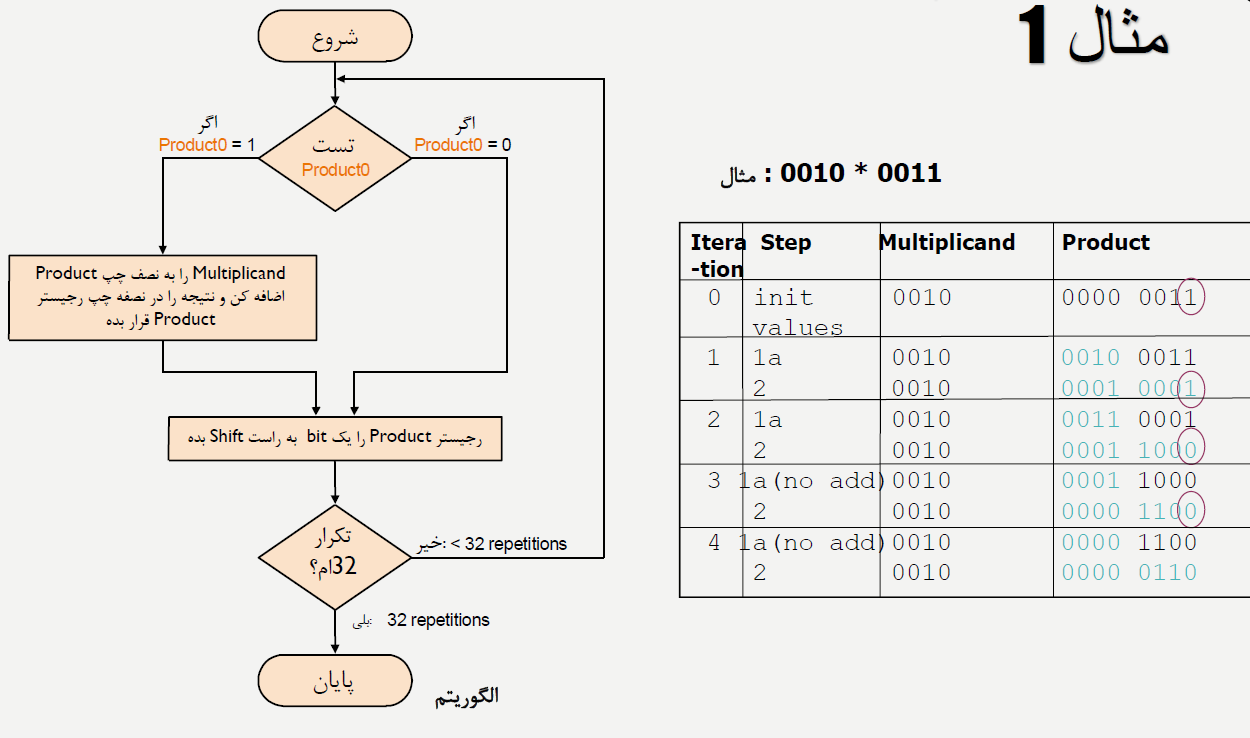 مثال 1
شروع
اگر
Product0 = 1
اگر
Product0 = 0
تست
Product0
Multiplicand را به نصف چپ Product
اضافه کن و نتیجه را در نصفه چپ رجیستر
Product قرار بده
رجیستر Product را یک bit به راست Shift بده
تکرار
32ام؟
خیر: < 32 repetitions
بلی: 32 repetitions
پایان
الگوریتم
مثال : 0010 * 0011
Itera Step Multiplicand Product
-tion
0 init 0010 0000 0011
values
1 1a 0010 0010 0011
2 0010 0001 0001
2 1a 0010 0011 0001
2 0010 0001 1000
3 1a(no add) 0010 0001 1000
2 0010 0000 1100
4 1a(no add) 0010 0000 1100
2 0010 0000 0110